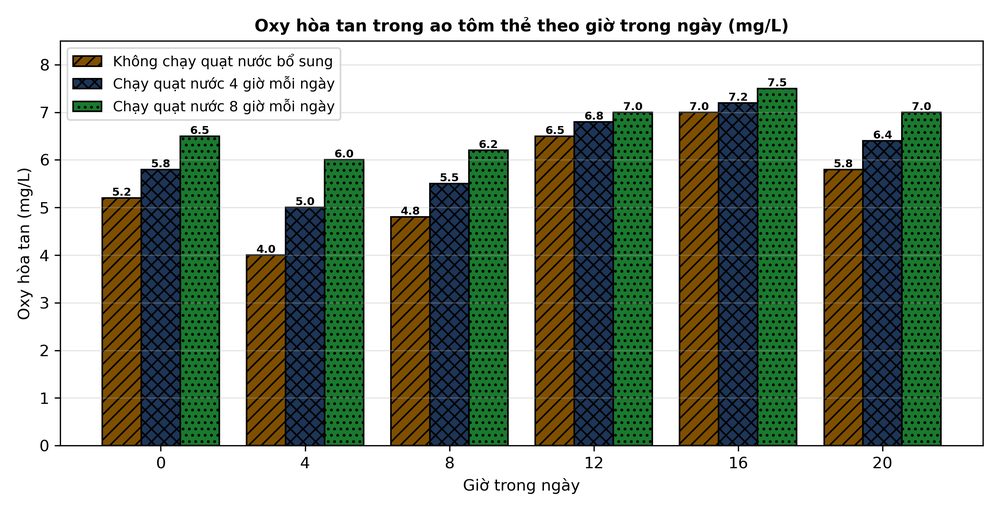 Oxy hòa tan trong ao tôm thẻ theo giờ trong ngày (mg/L)
Không chạy quạt nước bổ sung
Chạy quạt nước 4 giờ mỗi ngày
Chạy quạt nước 8 giờ mỗi ngày
Oxy hòa tan (mg/L)
8
7
6
5
4
3
2
1
0
5.2 5.8 6.5
4.0 5.0 6.0
4.8 5.5 6.2
6.5 6.8 7.0
7.0 7.2 7.5
5.8 6.4 7.0
0 4 8 12 16 20
Giờ trong ngày